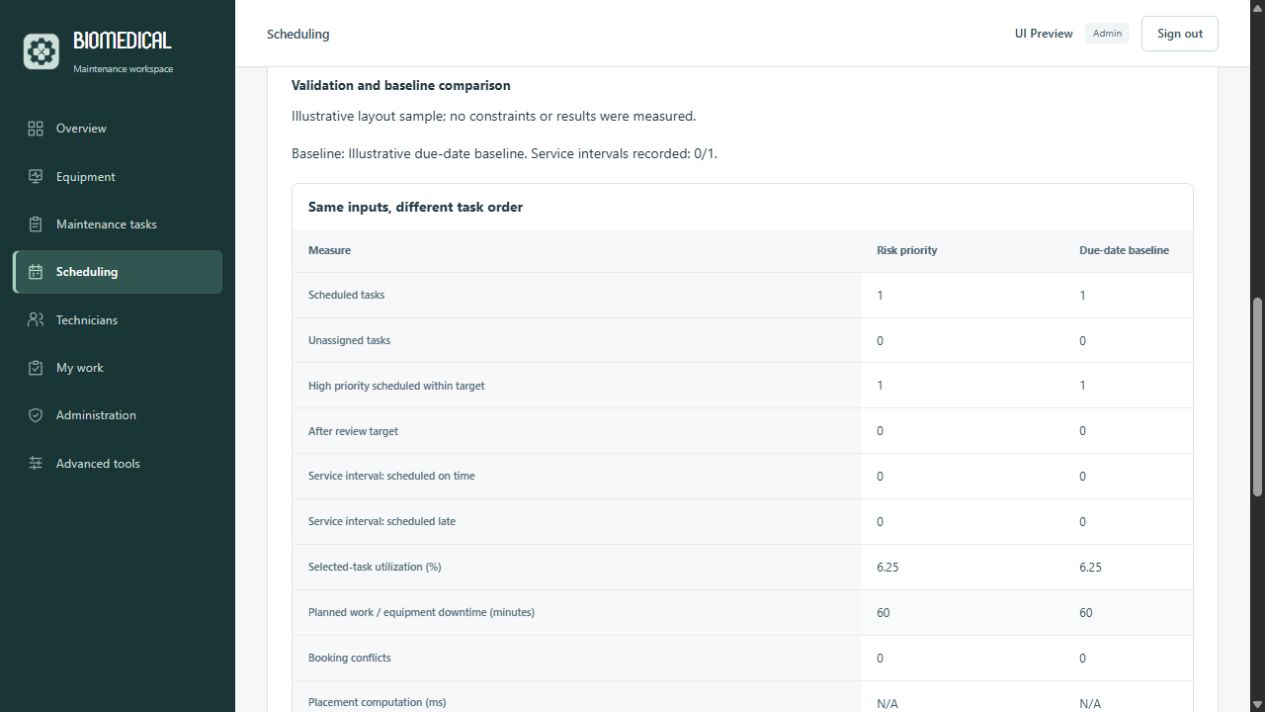 BIOMEDICAL
Maintenance workspace
Overview
Equipment
Maintenance tasks
Scheduling
Technicians
My work
Administration
Advanced tools
Scheduling
UI Preview Admin Sign out
Validation and baseline comparison
Illustrative layout sample; no constraints or results were measured.
Baseline: Illustrative due-date baseline. Service intervals recorded: 0/1.
Same inputs, different task order
Measure Risk priority Due-date baseline
Scheduled tasks 1 1
Unassigned tasks 0 0
High priority scheduled within target 1 1
After review target 0 0
Service interval: scheduled on time 0 0
Service interval: scheduled late 0 0
Selected-task utilization (%) 6.25 6.25
Planned work / equipment downtime (minutes) 60 60
Booking conflicts 0 0
Placement computation (ms) N/A N/A